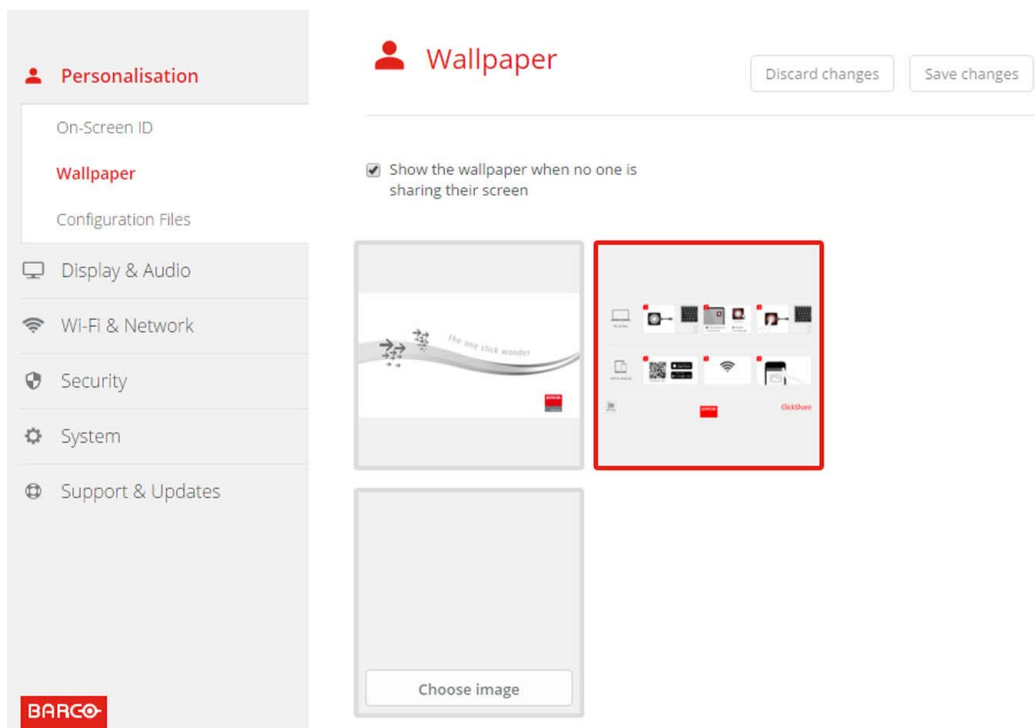 Personalisation
On-Screen ID
Wallpaper
Configuration Files
Display & Audio
Wi-Fi & Network
Security
System
Support & Updates
BARCO
Wallpaper
Discard changes
Save changes
Show the wallpaper when no one is
sharing their screen
The one click wonder
ClickShare
Choose image